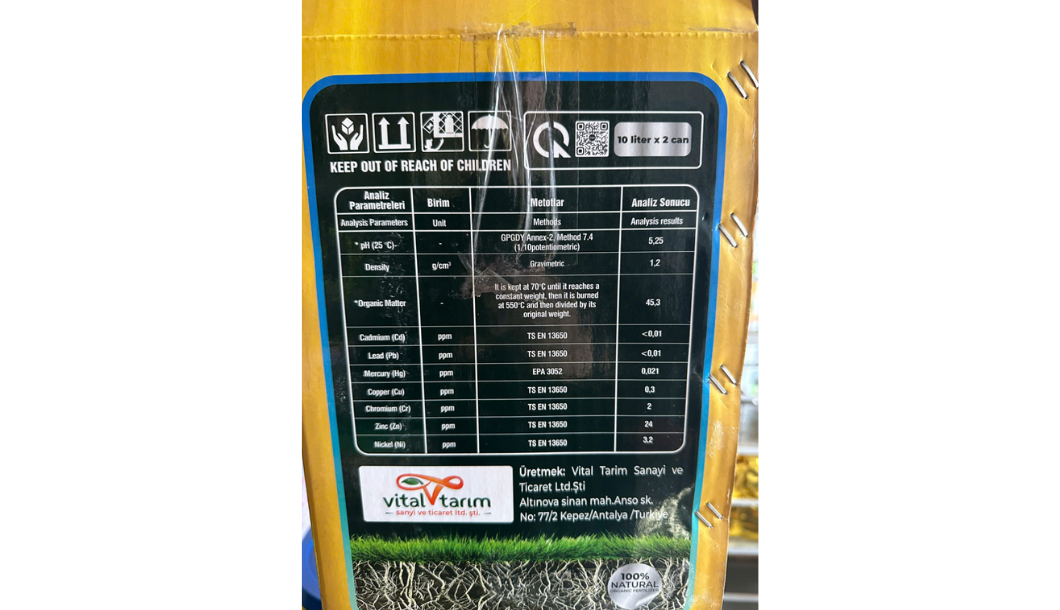 10 liter x 2 can
KEEP OUT OF REACH OF CHILDREN
Analiz Parametreleri Birim Metotlar Analiz Sonucu
Analysis Parameters Unit Methods Analysis results
* pH (25 °C)- - GPGDY Annex-2, Method 7.4 (1/10potentiometric) 5,25
Density g/cm³ Gravimetric 1,2
*Organic Matter - It is kept at 70°C until it reaches a constant weight, then it is burned at 550°C and then divided by its original weight. 45,3
Cadmium (Cd) ppm TS EN 13650 <0,01
Lead (Pb) ppm TS EN 13650 <0,01
Mercury (Hg) ppm EPA 3052 0,021
Copper (Cu) ppm TS EN 13650 0,3
Chromium (Cr) ppm TS EN 13650 2
Zinc (Zn) ppm TS EN 13650 24
Nickel (Ni) ppm TS EN 13650 3,2
vital tarım
sanyi ve ticaret ltd. şti.
Üretmek: Vital Tarim Sanayi ve
Ticaret Ltd.Şti
Altınova sinan mah.Anso sk.
No: 77/2 Kepez/Antalya /Turkiye
100%
NATURAL
ORGANIC FERTILIZER